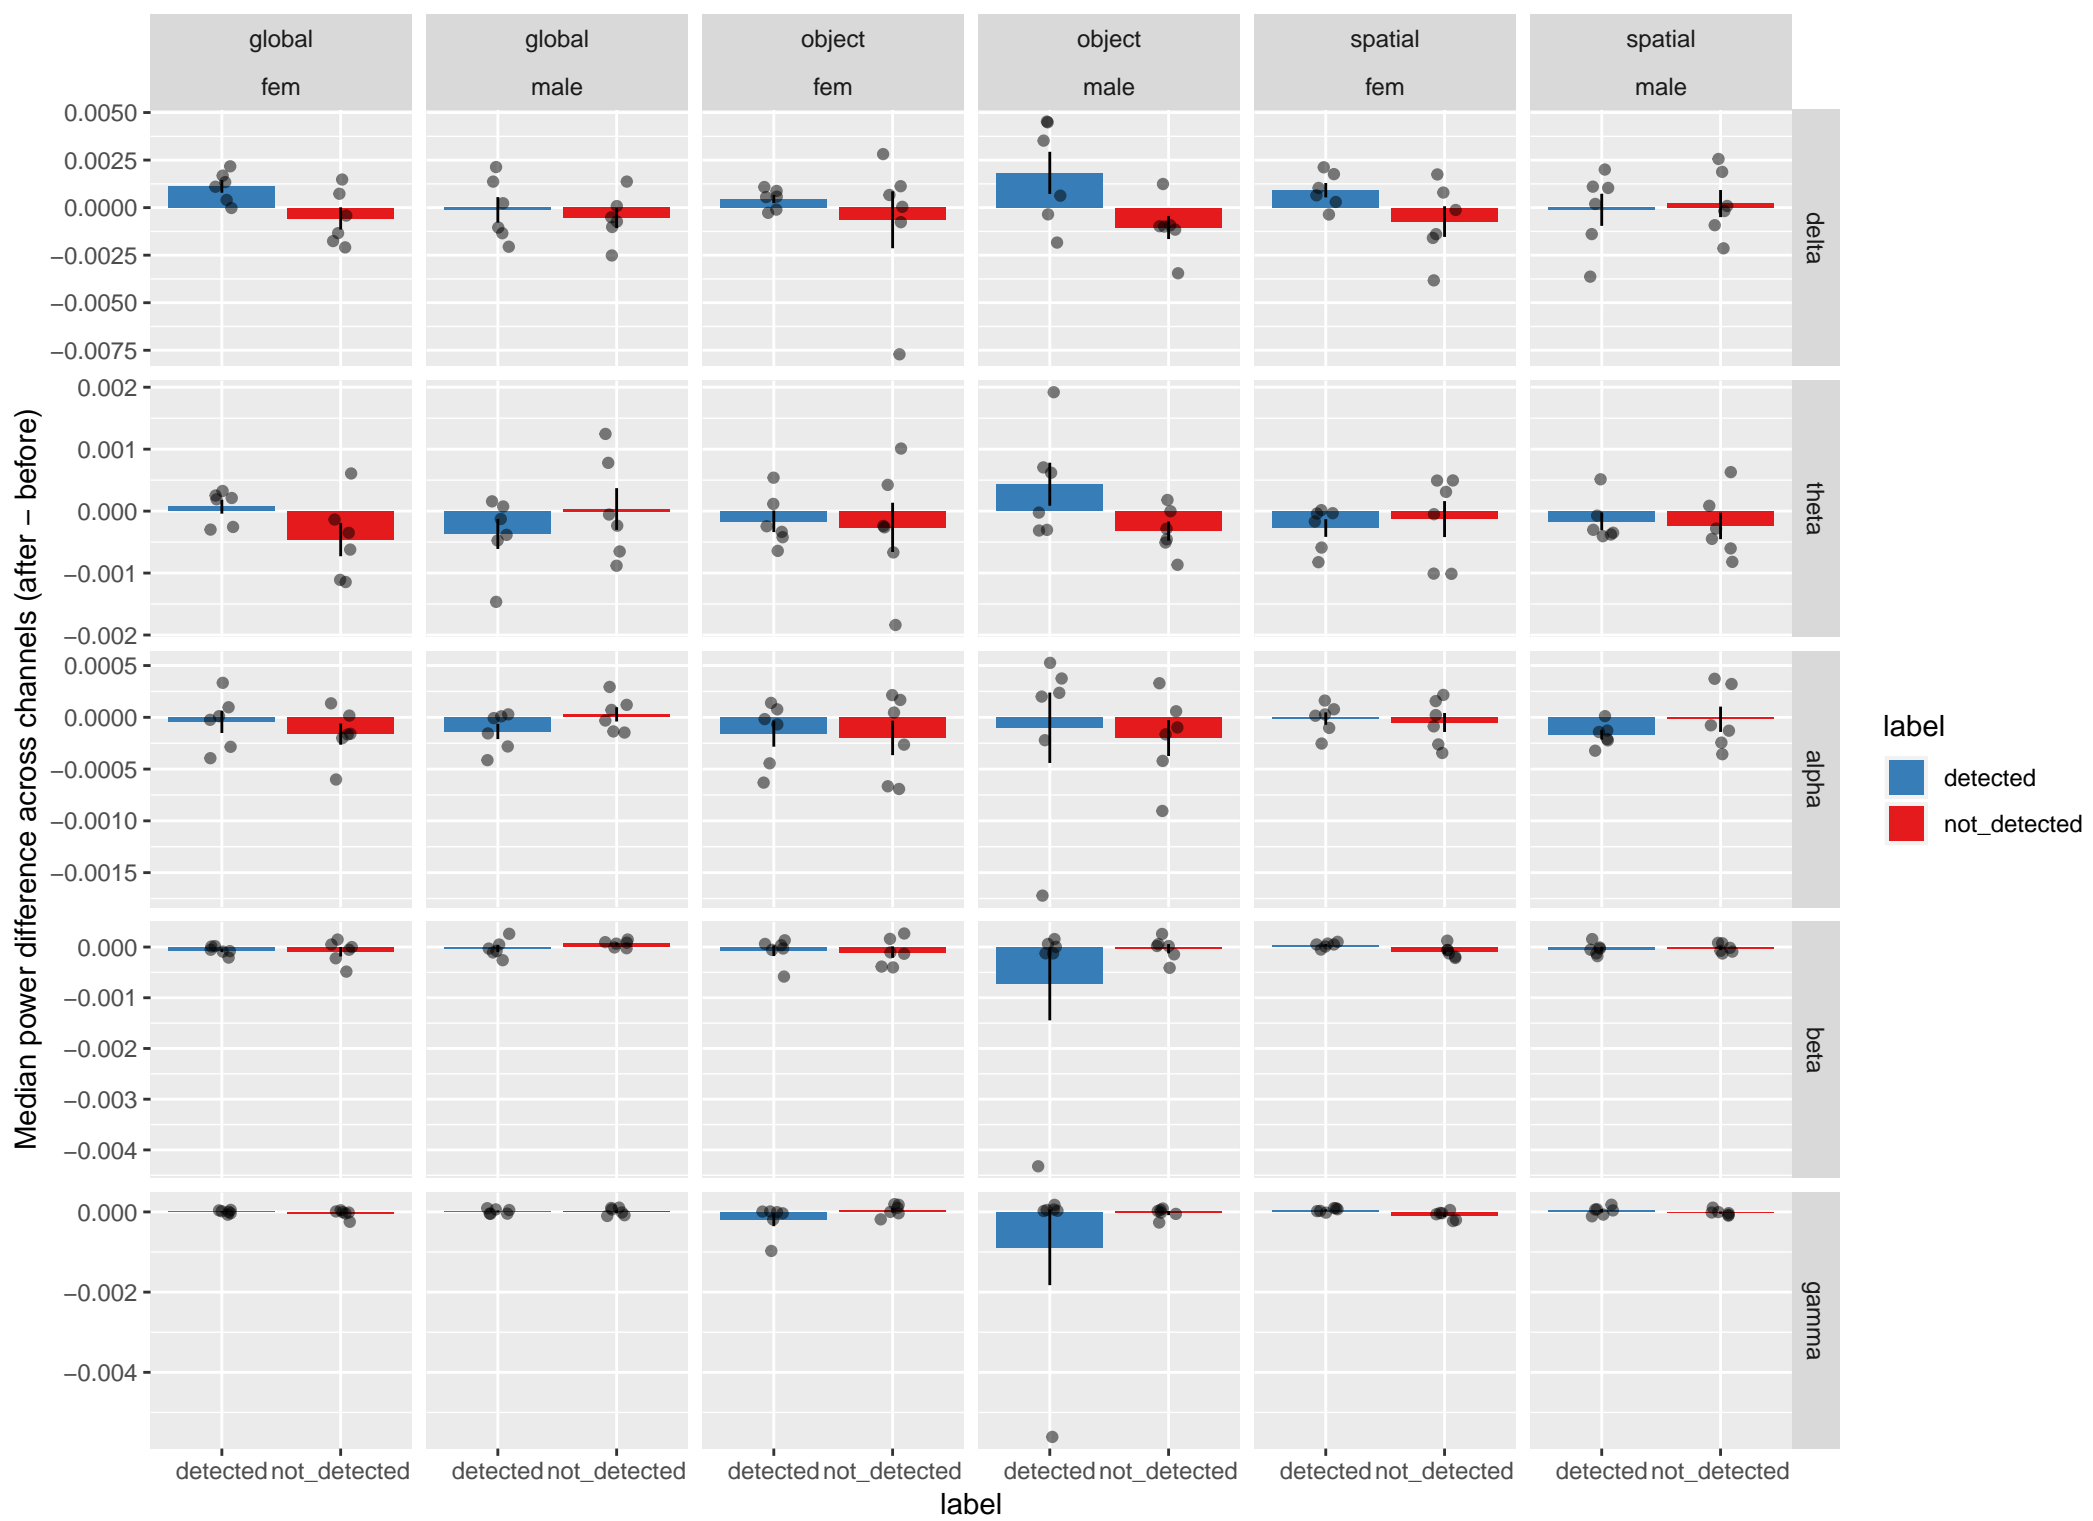 global global object object spatial spatial
fem male fem male fem male
0.0050
0.0025
0.0000
−0.0025
−0.0050
−0.0075
delta
0.002
0.001
0.000
−0.001
−0.002
theta
0.0005
0.0000
−0.0005
−0.0010
−0.0015
alpha
0.000
−0.001
−0.002
−0.003
−0.004
beta
0.000
−0.002
−0.004
gamma
detected not_detected detected not_detected detected not_detected detected not_detected detected not_detected detected not_detected
label
Median power difference across channels (after − before)
label
detected
not_detected